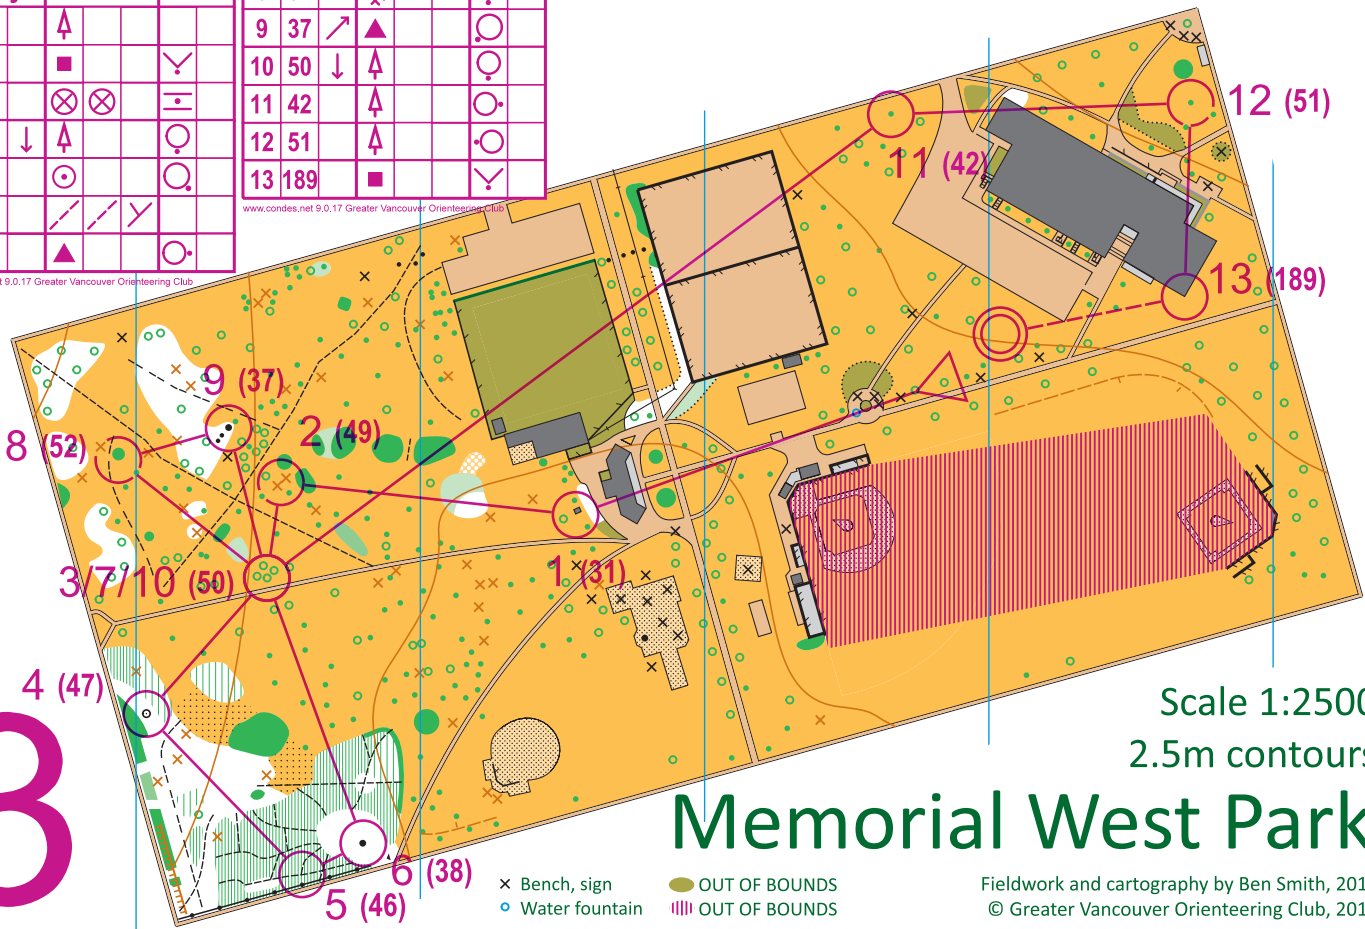 9 37
10 50
11 42
12 51
13 189
www.condes.net 9.0.17 Greater Vancouver Orienteering Club
t 9.0.17 Greater Vancouver Orienteering Club
12 (51)
11 (42)
13 (189)
9 (37)
2 (49)
8 (52)
1 (31)
3/7/10 (50)
4 (47)
6 (38)
5 (46)
3
Scale 1:2500
2.5m contours
Memorial West Park
Bench, sign
Water fountain
OUT OF BOUNDS
OUT OF BOUNDS
Fieldwork and cartography by Ben Smith, 201
© Greater Vancouver Orienteering Club, 201